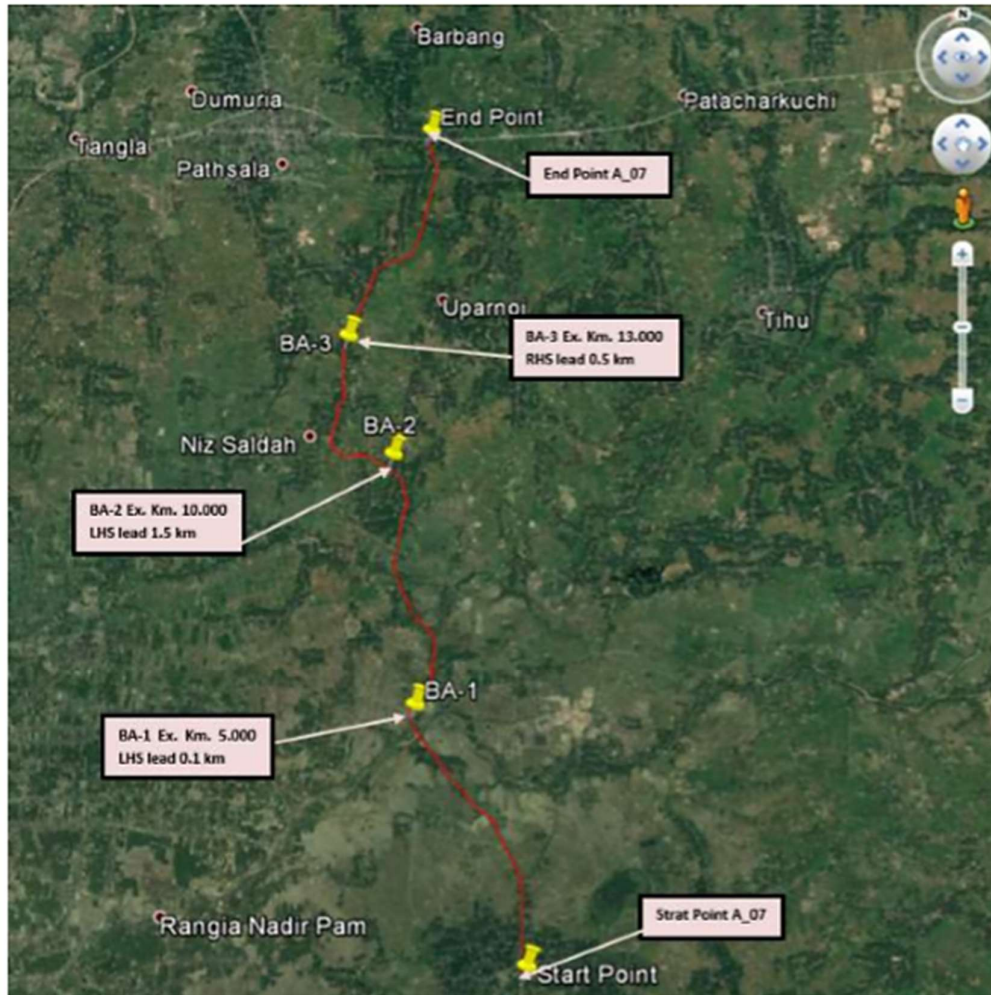 N
Barbang
Dumuria
Patacharkuchi
End Point
Tangla
Pathsala
End Point A_07
Uparnoi
Tihu
BA-3 Ex. Km. 13.000
RHS lead 0.5 km
BA-3
BA-2
Niz Saldah
BA-2 Ex. Km. 10.000
LHS lead 1.5 km
BA-1
BA-1 Ex. Km. 5.000
LHS lead 0.1 km
Strat Point A_07
Rangia Nadir Pam
Start Point